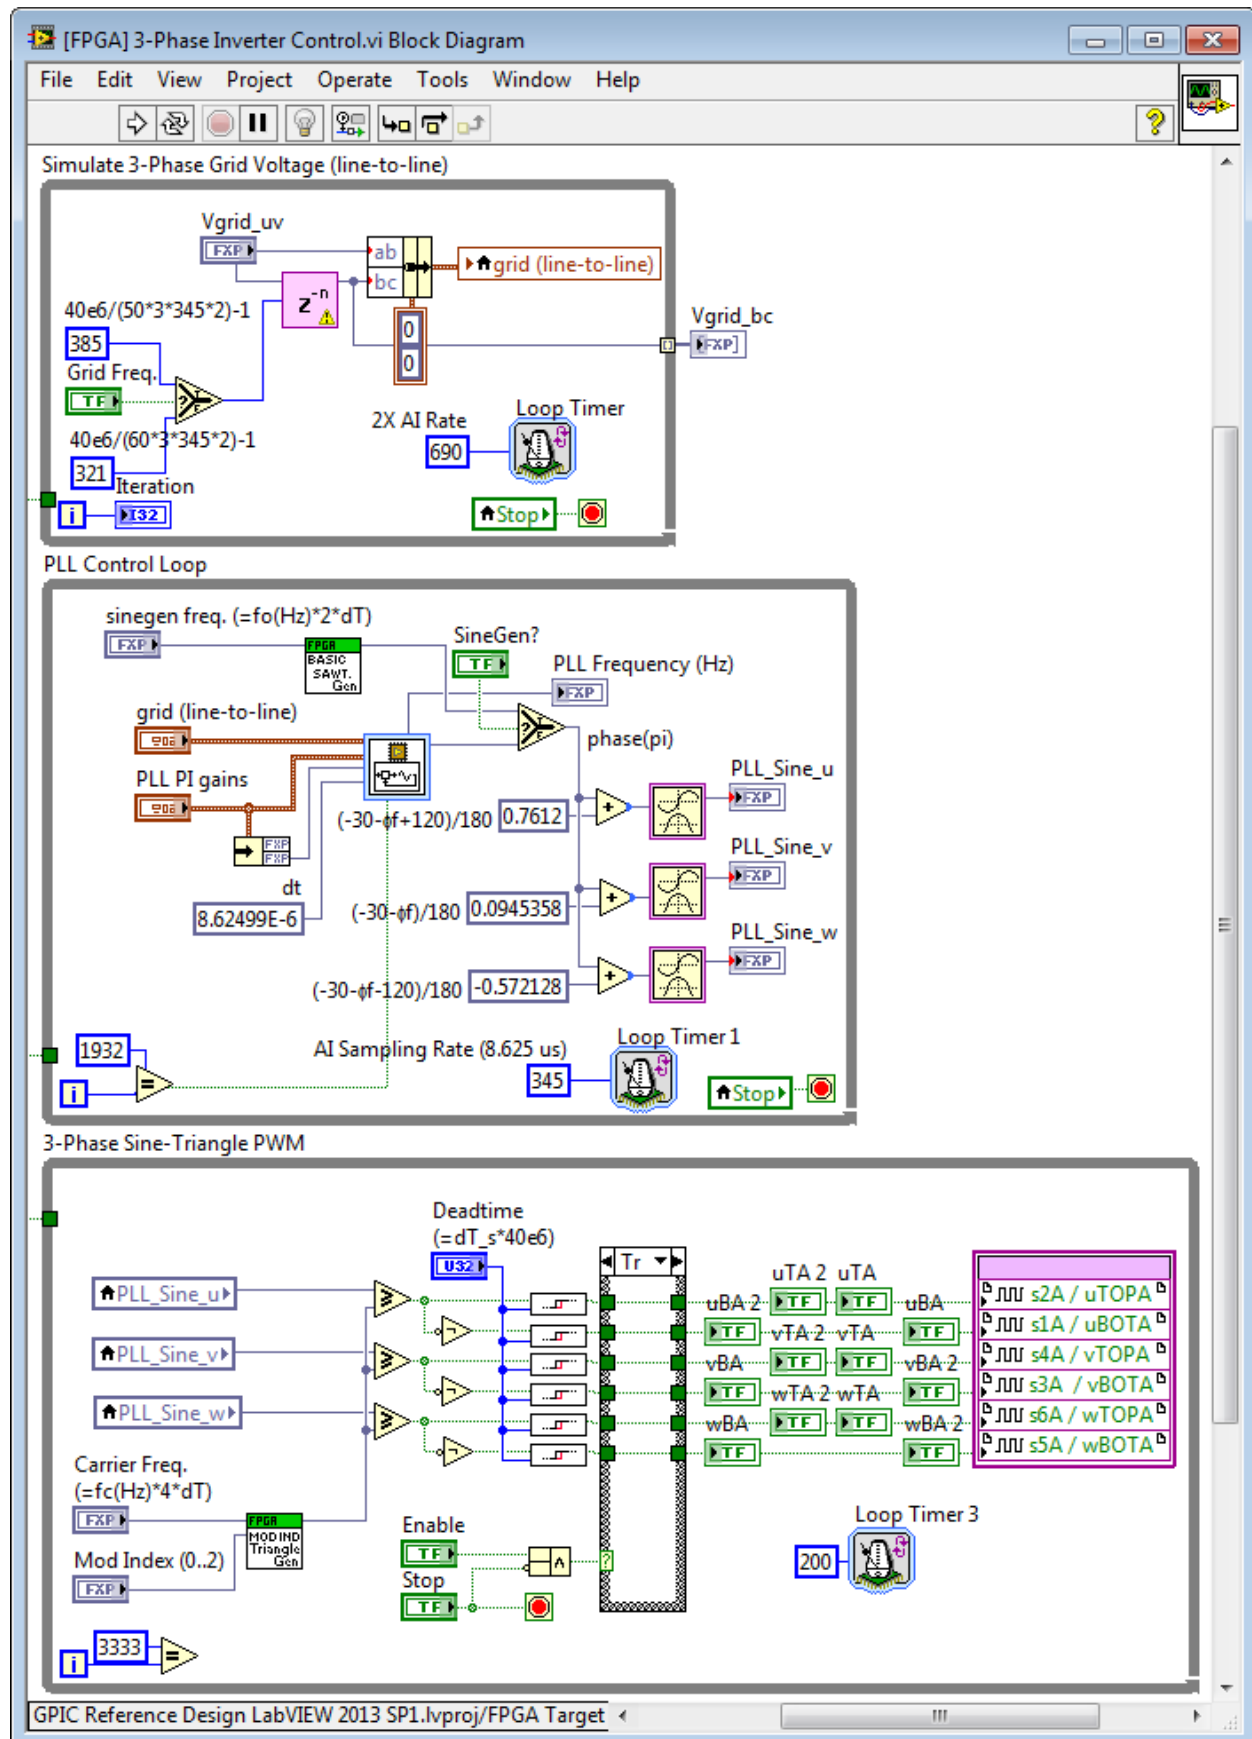 [FPGA] 3-Phase Inverter Control.vi Block Diagram
File Edit View Project Operate Tools Window Help
Simulate 3-Phase Grid Voltage (line-to-line)
Vgrid_uv
FXP
ab
bc
grid (line-to-line)
z-n
40e6/(50*3*345*2)-1
385
0
0
Vgrid_bc
[FXP]
Grid Freq.
TF
2X AI Rate
Loop Timer
690
40e6/(60*3*345*2)-1
321
Iteration
i
I32
Stop
PLL Control Loop
sinegen freq. (=fo(Hz)*2*dT)
FXP
FPGA
BASIC
SAWT.
Gen
SineGen?
TF
PLL Frequency (Hz)
FXP
grid (line-to-line)
phase(pi)
PLL PI gains
PLL_Sine_u
FXP
(-30-ϕf+120)/180 0.7612
FXP
FXP
PLL_Sine_v
FXP
dt
8.62499E-6
(-30-ϕf)/180 0.0945358
PLL_Sine_w
FXP
(-30-ϕf-120)/180 -0.572128
1932
i
=
AI Sampling Rate (8.625 us)
345
Loop Timer 1
Stop
3-Phase Sine-Triangle PWM
Deadtime
(=dT_s*40e6)
U32
Tr
PLL_Sine_u
PLL_Sine_v
PLL_Sine_w
uTA 2 uTA
uBA 2 TF TF uBA
TF vTA 2 vTA TF
vBA TF TF vBA 2
TF wTA 2 wTA TF
wBA TF TF wBA 2
TF TF
s2A / uTOPA
s1A / uBOTA
s4A / vTOPA
s3A / vBOTA
s6A / wTOPA
s5A / wBOTA
Carrier Freq.
(=fc(Hz)*4*dT)
FXP
FPGA
MOD IND
Triangle
Gen
Mod Index (0..2)
FXP
Enable
TF
Stop
TF
Loop Timer 3
200
3333
i
=
GPIC Reference Design LabVIEW 2013 SP1.lvproj/FPGA Target